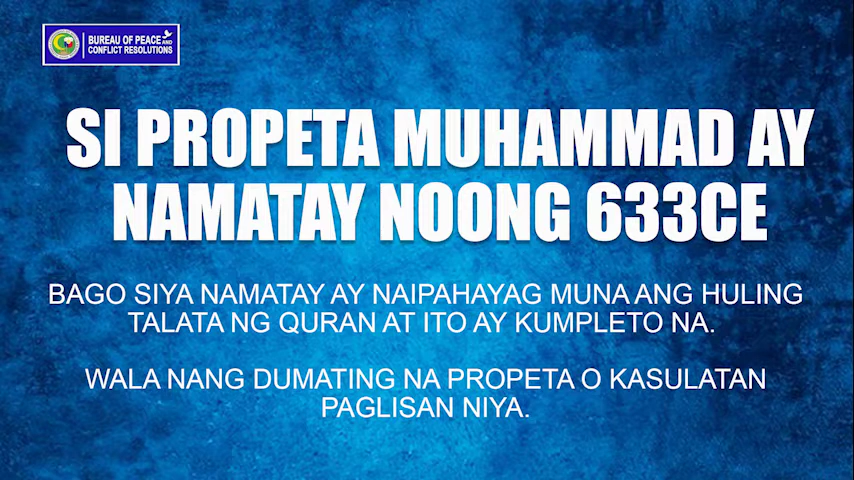 BUREAU OF PEACE AND
CONFLICT RESOLUTIONS
SI PROPETA MUHAMMAD AY
NAMATAY NOONG 633CE
BAGO SIYA NAMATAY AY NAIPAHAYAG MUNA ANG HULING
TALATA NG QURAN AT ITO AY KUMPLETO NA.
WALA NANG DUMATING NA PROPETA O KASULATAN
PAGLISAN NIYA.